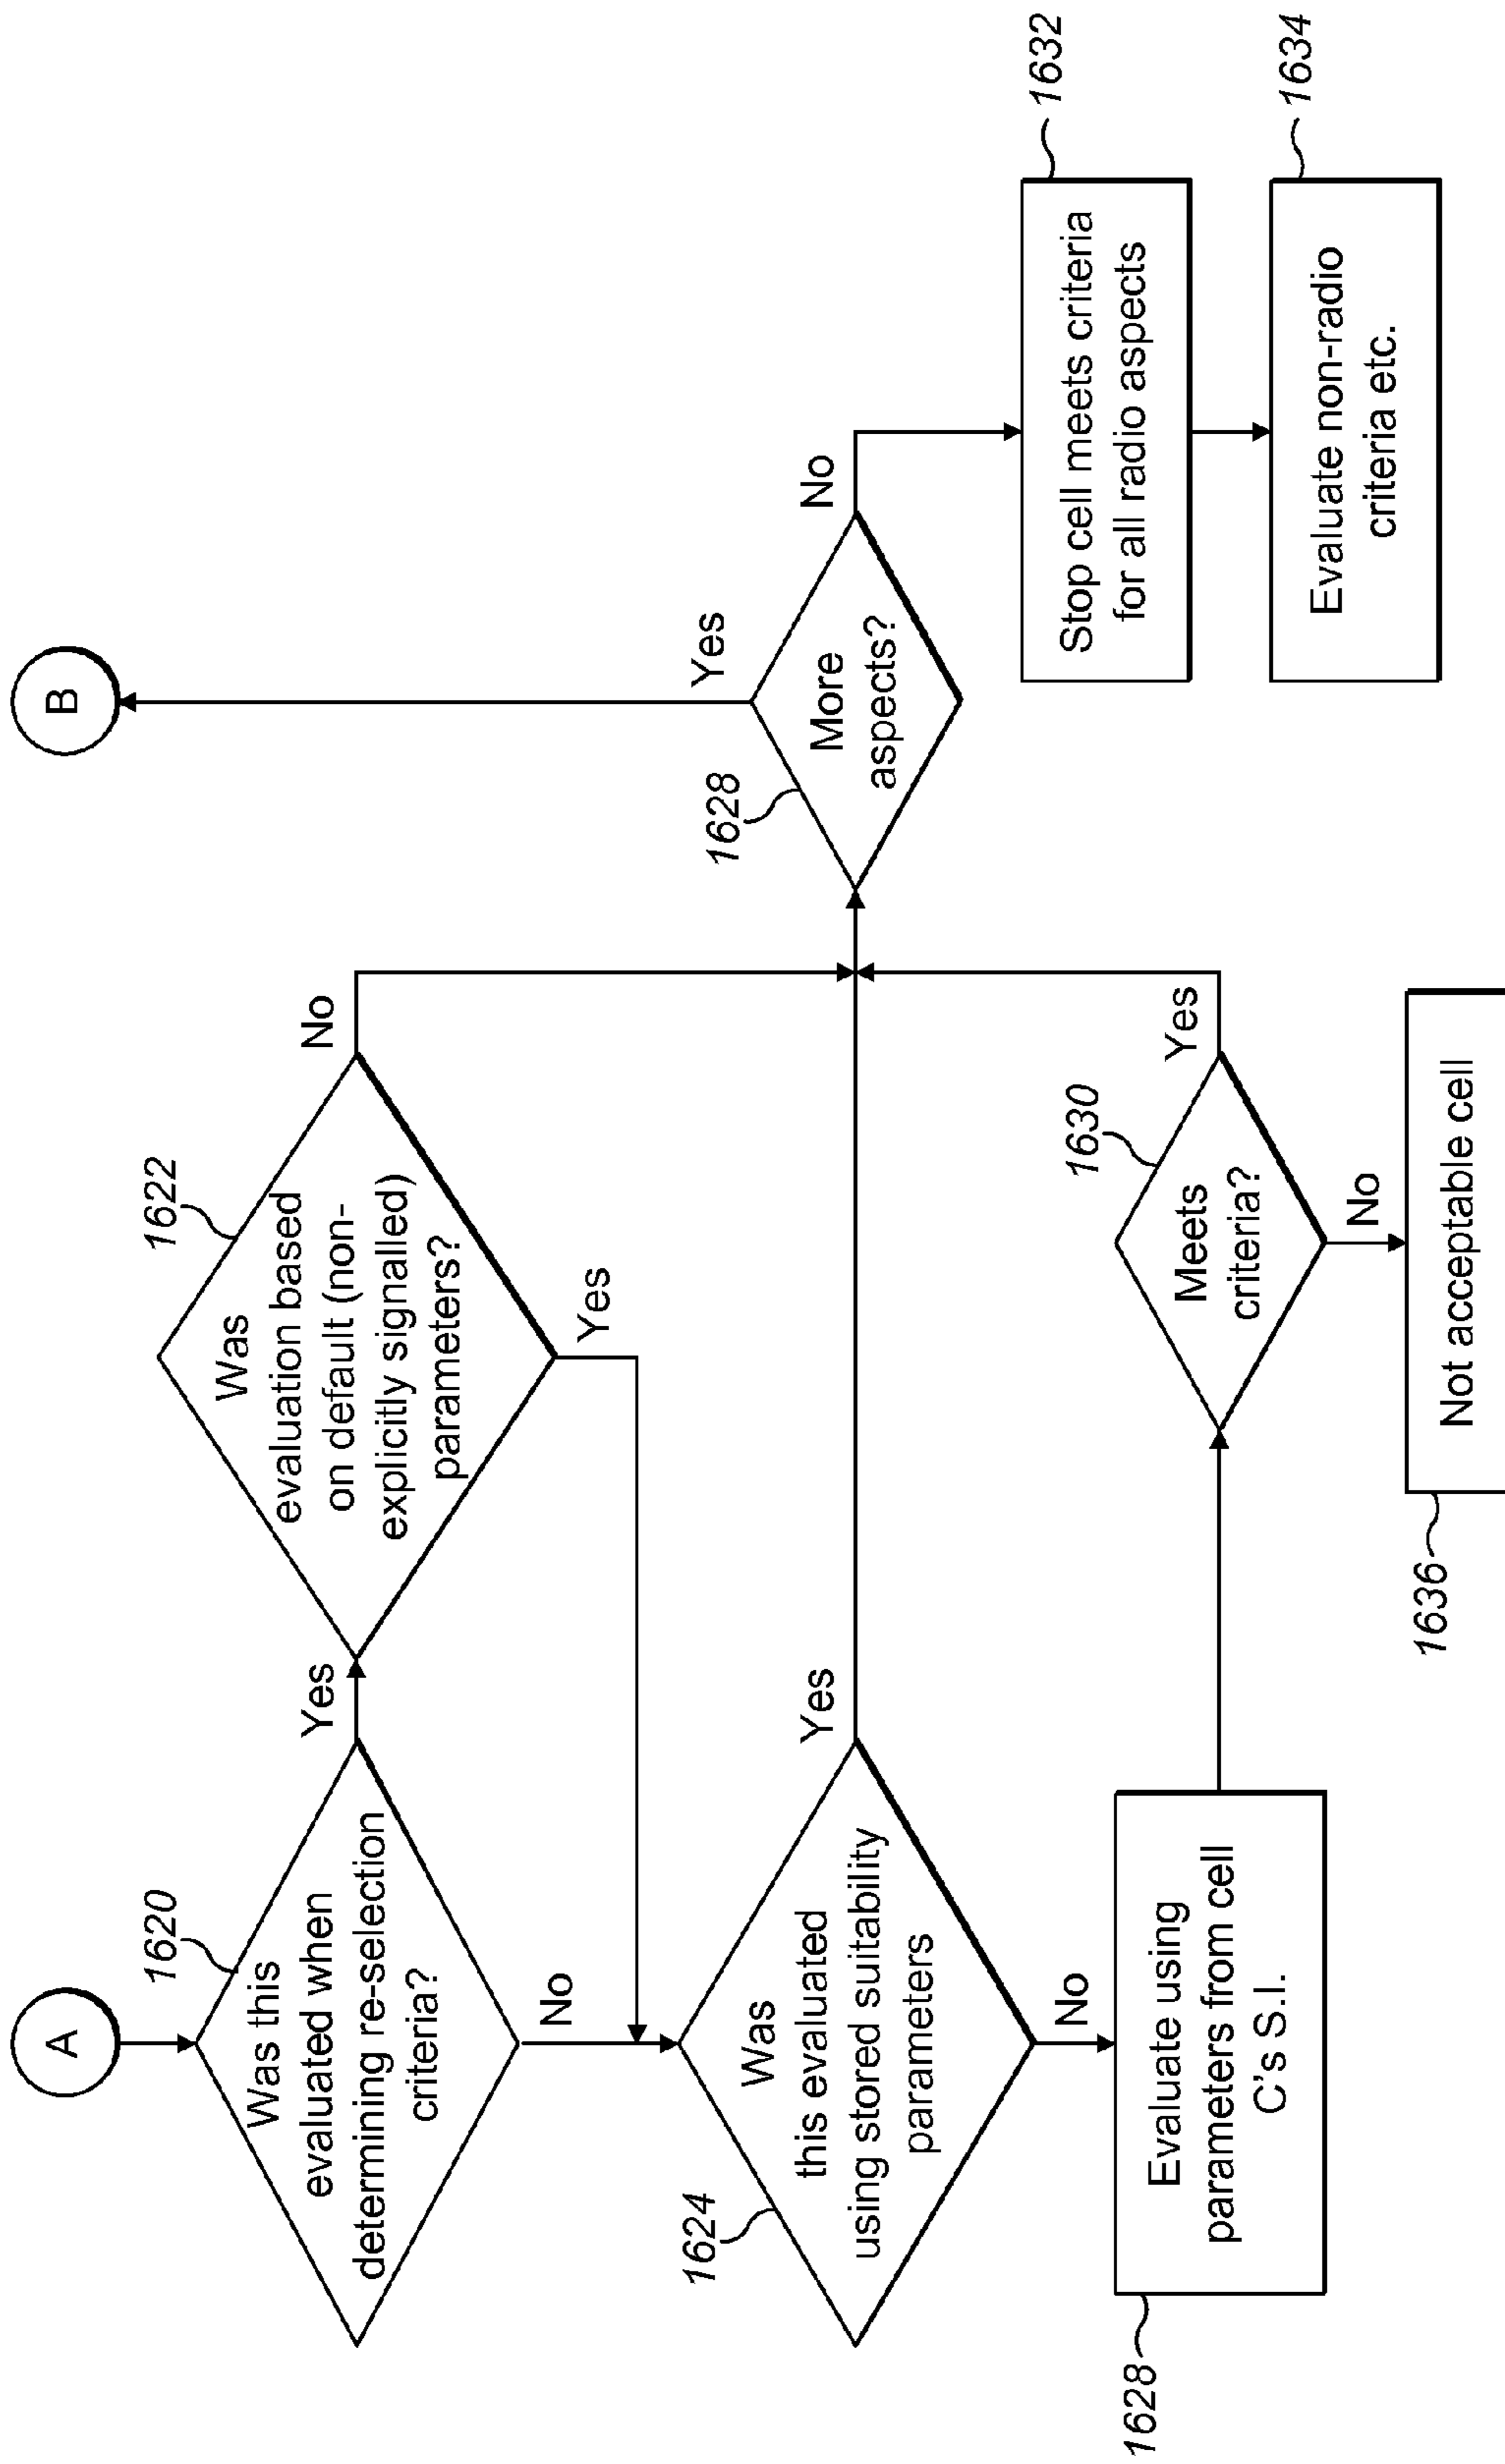 A
1620
Was this
evaluated when
determining re-selection
criteria?
Yes
No
1622
Was
evaluation based
on default (non-
explicitly signalled)
parameters?
No
Yes
1624
Was
this evaluated
using stored suitability
parameters
Yes
No
1628
Evaluate using
parameters from cell
C's S.I.
1630
Meets
criteria?
Yes
No
1636
Not acceptable cell
B
1628
More
aspects?
Yes
No
1632
Stop cell meets criteria
for all radio aspects
1634
Evaluate non-radio
criteria etc.